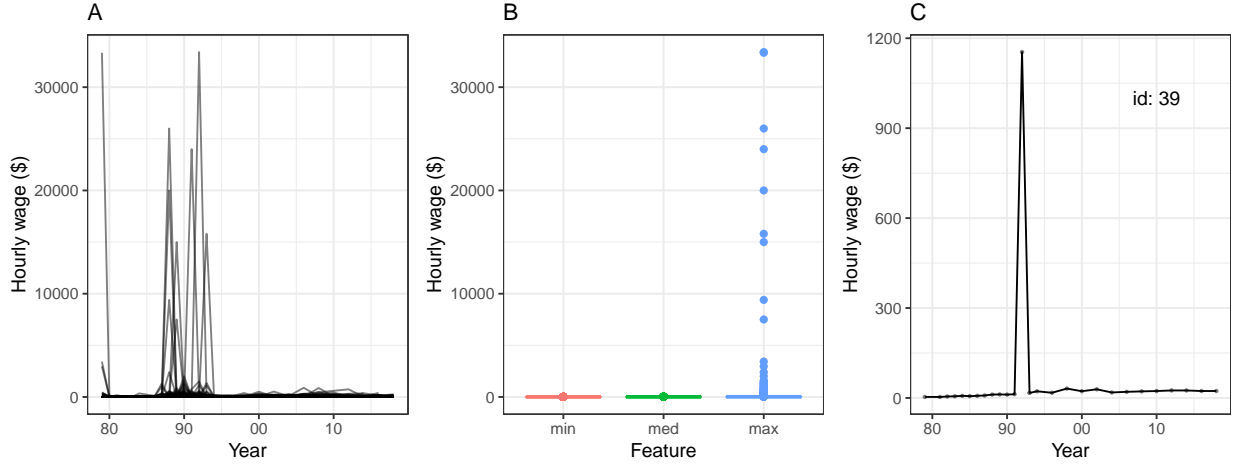 A
Hourly wage ($)
30000
20000
10000
0
80 90 00 10
Year
B
Hourly wage ($)
30000
20000
10000
0
min med max
Feature
C
Hourly wage ($)
1200
900
600
300
0
id: 39
80 90 00 10
Year